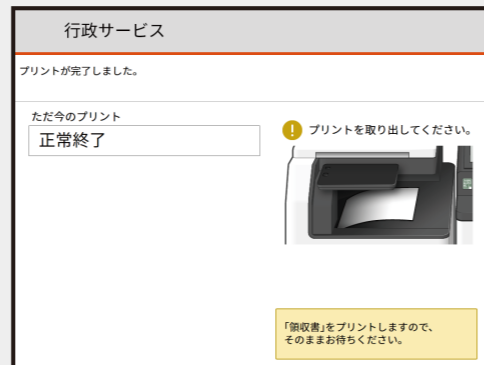 行政サービス
プリントが完了しました。
ただ今のプリント
正常終了
プリントを取り出してください。
「領収書」をプリントしますので、
そのままお待ちください。